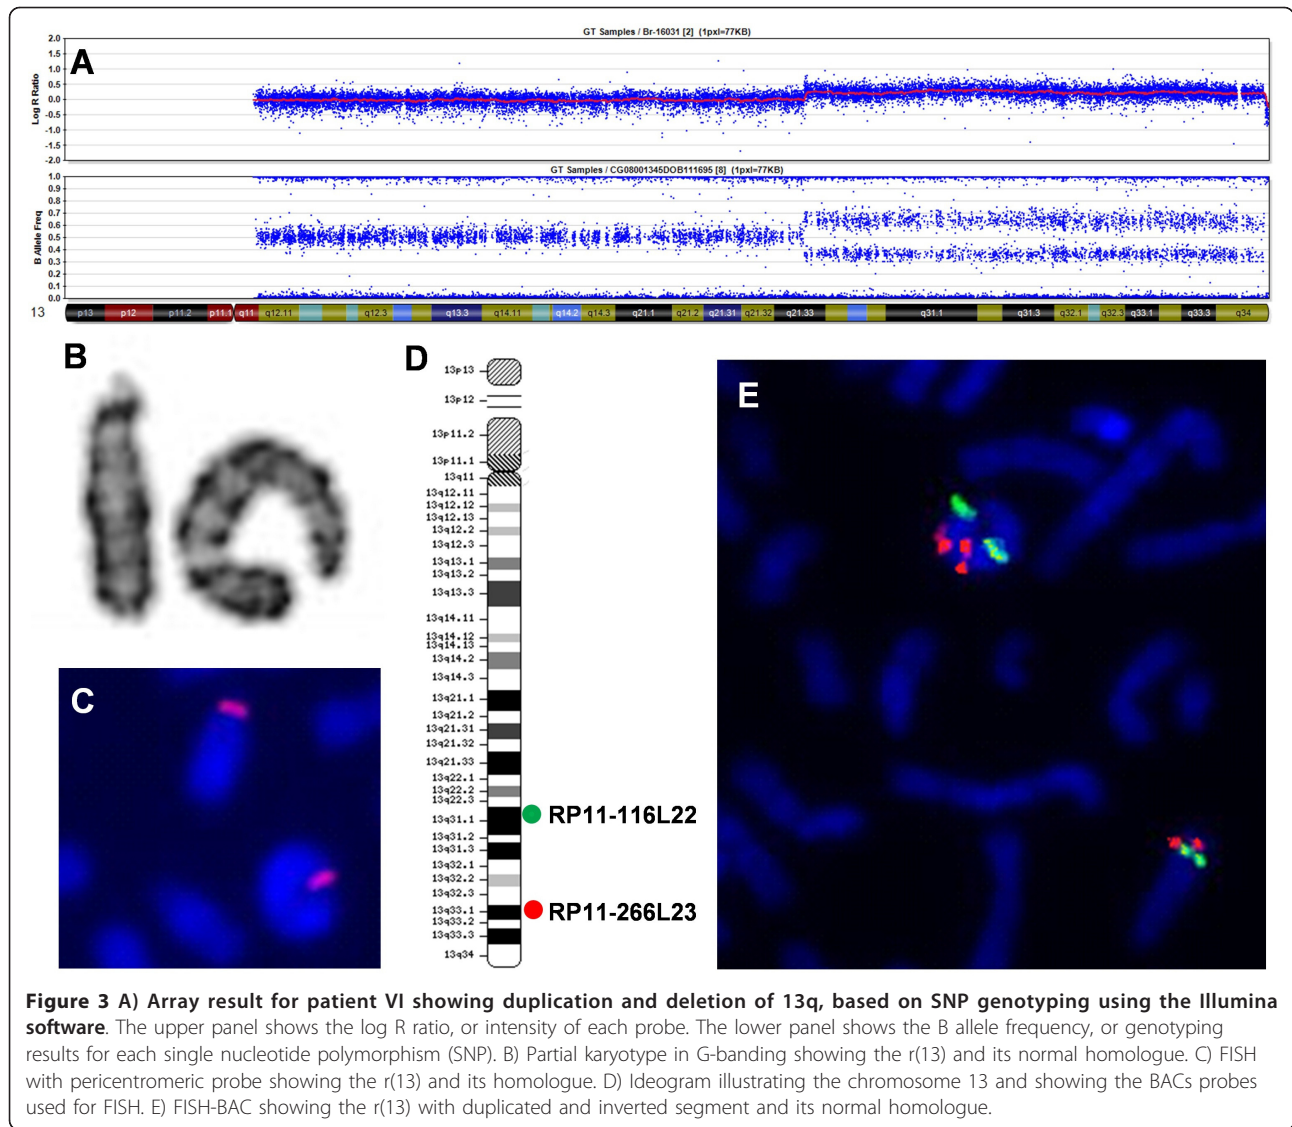 GT Samples / Br-16031 [2] (1pxl=77KB)
A
2.0
1.5
1.0
0.5
0.0
-0.5
-1.0
-1.5
-2.0
Log R Ratio
GT Samples / CG08001345DOB111695 [8] (1pxl=77KB)
1.0
0.9
0.8
0.7
0.6
0.5
0.4
0.3
0.2
0.1
0.0
B Allele Freq
13 p13 p12 p11.2 p11.1 q11 q12.11 q12.3 q13.3 q14.11 q14.2 q14.3 q21.1 q21.2 q21.31 q21.32 q21.33 q31.1 q31.3 q32.1 q32.3 q33.1 q33.3 q34
B
D
13p13
13p12
13p11.2
13p11.1
13q11
13q12.11
13q12.12
13q12.13
13q12.2
13q12.3
13q13.1
13q13.2
13q13.3
13q14.11
13q14.12
13q14.13
13q14.2
13q14.3
13q21.1
13q21.2
13q21.31
13q21.32
13q21.33
13q22.1
13q22.2
13q22.3
13q31.1
13q31.2
13q31.3
13q32.1
13q32.2
13q32.3
13q33.1
13q33.2
13q33.3
13q34
RP11-116L22
RP11-266L23
E
C
Figure 3 A) Array result for patient VI showing duplication and deletion of 13q, based on SNP genotyping using the Illumina
software. The upper panel shows the log R ratio, or intensity of each probe. The lower panel shows the B allele frequency, or genotyping
results for each single nucleotide polymorphism (SNP). B) Partial karyotype in G-banding showing the r(13) and its normal homologue. C) FISH
with pericentromeric probe showing the r(13) and its homologue. D) Ideogram illustrating the chromosome 13 and showing the BACs probes
used for FISH. E) FISH-BAC showing the r(13) with duplicated and inverted segment and its normal homologue.